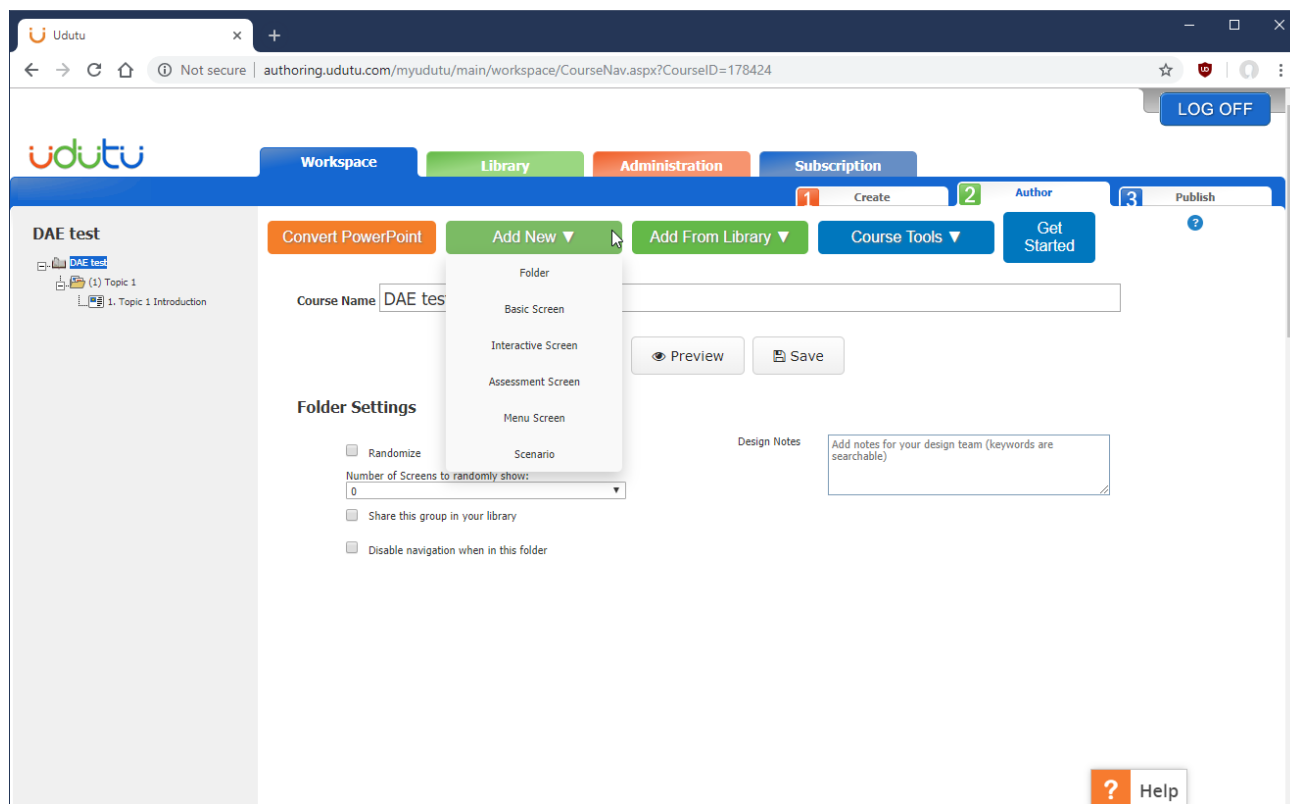 Udutu
Not secure authoring.udutu.com/myudutu/main/workspace/CourseNav.aspx?CourseID=178424
LOG OFF
udutu
Workspace Library Administration Subscription
1 Create 2 Author 3 Publish
DAE test
DAE test
(1) Topic 1
1. Topic 1 Introduction
Convert PowerPoint Add New ▼ Add From Library ▼ Course Tools ▼ Get Started ?
Folder
Basic Screen
Interactive Screen
Assessment Screen
Menu Screen
Scenario
Course Name DAE tes
Preview Save
Folder Settings
Randomize
Number of Screens to randomly show:
0
Share this group in your library
Disable navigation when in this folder
Design Notes
Add notes for your design team (keywords are
searchable)
? Help